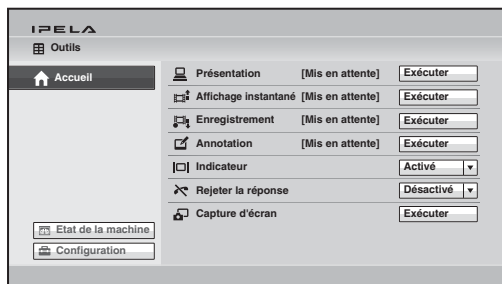 IPELA
Outils
Accueil
Présentation [Mis en attente] Exécuter
Affichage instantané [Mis en attente] Exécuter
Enregistrement [Mis en attente] Exécuter
Annotation [Mis en attente] Exécuter
Indicateur Activé
Rejeter la réponse Désactivé
Capture d'écran Exécuter
Etat de la machine
Configuration